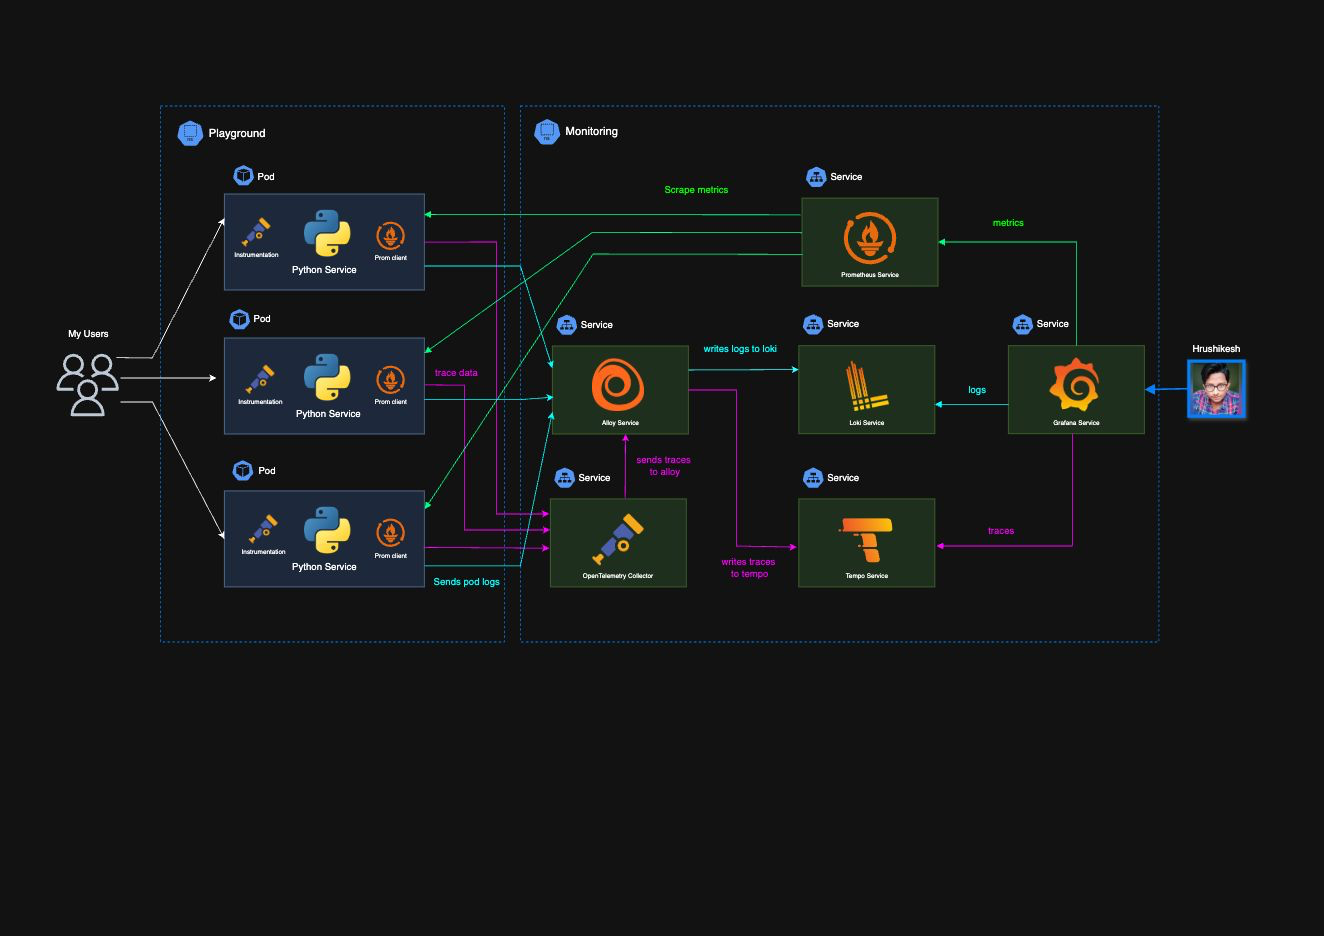 Playground
Monitoring
Pod
Instrumentation
Python Service
Prom client
Scrape metrics
Service
Prometheus Service
metrics
My Users
Pod
Instrumentation
Python Service
Prom client
trace data
Service
Alloy Service
writes logs to loki
Service
Loki Service
logs
Service
Grafana Service
Hrushikesh
Pod
Instrumentation
Python Service
Prom client
Sends pod logs
sends traces
to alloy
Service
OpenTelemetry Collector
writes traces
to tempo
Service
Tempo Service
traces